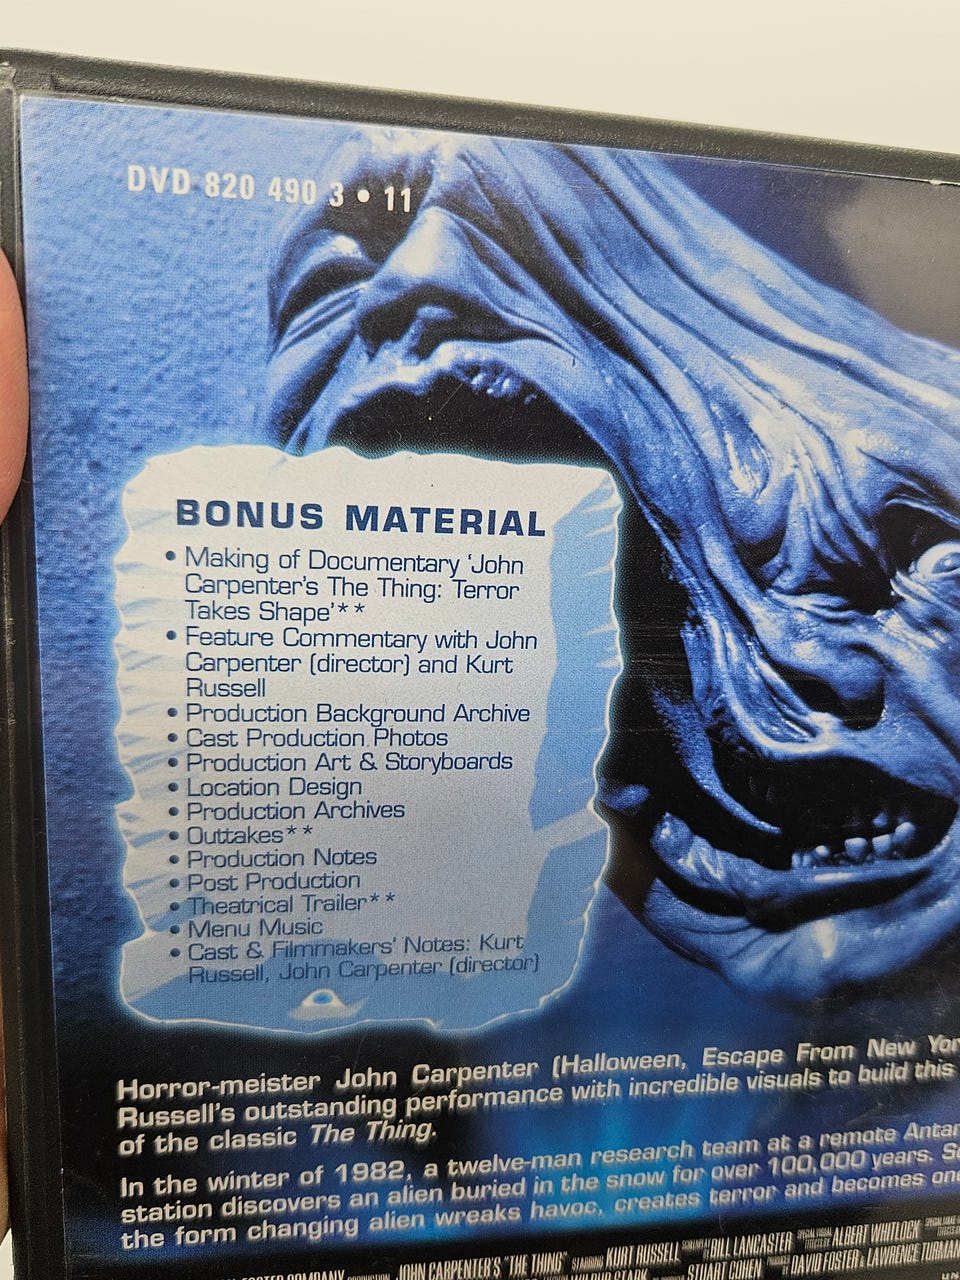 DVD 820 490 3 • 11
BONUS MATERIAL
• Making of Documentary ‘John
Carpenter’s The Thing: Terror
Takes Shape’**
• Feature Commentary with John
Carpenter (director) and Kurt
Russell
• Production Background Archive
• Cast Production Photos
• Production Art & Storyboards
• Location Design
• Production Archives
• Outtakes**
• Production Notes
• Post Production
• Theatrical Trailer**
• Menu Music
• Cast & Filmmakers’ Notes: Kurt
Russell, John Carpenter (director)
Horror-meister John Carpenter (Halloween, Escape From New Yor
Russell’s outstanding performance with incredible visuals to build this
of the classic The Thing.
In the winter of 1982, a twelve-man research team at a remote Antar
station discovers an alien buried in the snow for over 100,000 years. S
the form changing alien wreaks havoc, creates terror and becomes one
JOHN CARPENTER'S "THE THING" STARRING KURT RUSSELL BILL LANCASTER ALBERT WHITLOCK
STUART COHEN DAVID FOSTER & LAWRENCE TURMAN